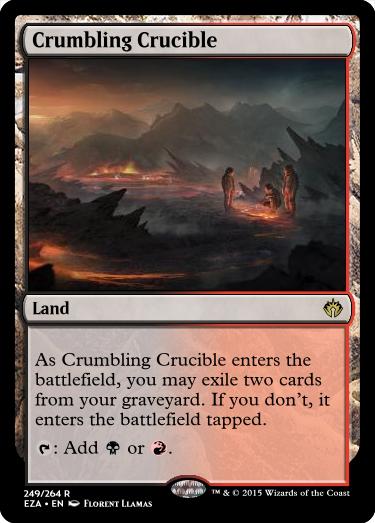 Crumbling Crucible
Land
As Crumbling Crucible enters the
battlefield, you may exile two cards
from your graveyard. If you don't, it
enters the battlefield tapped.
: Add or .
249/264 R
EZA • EN Florent Llamas
™ & © 2015 Wizards of the Coast